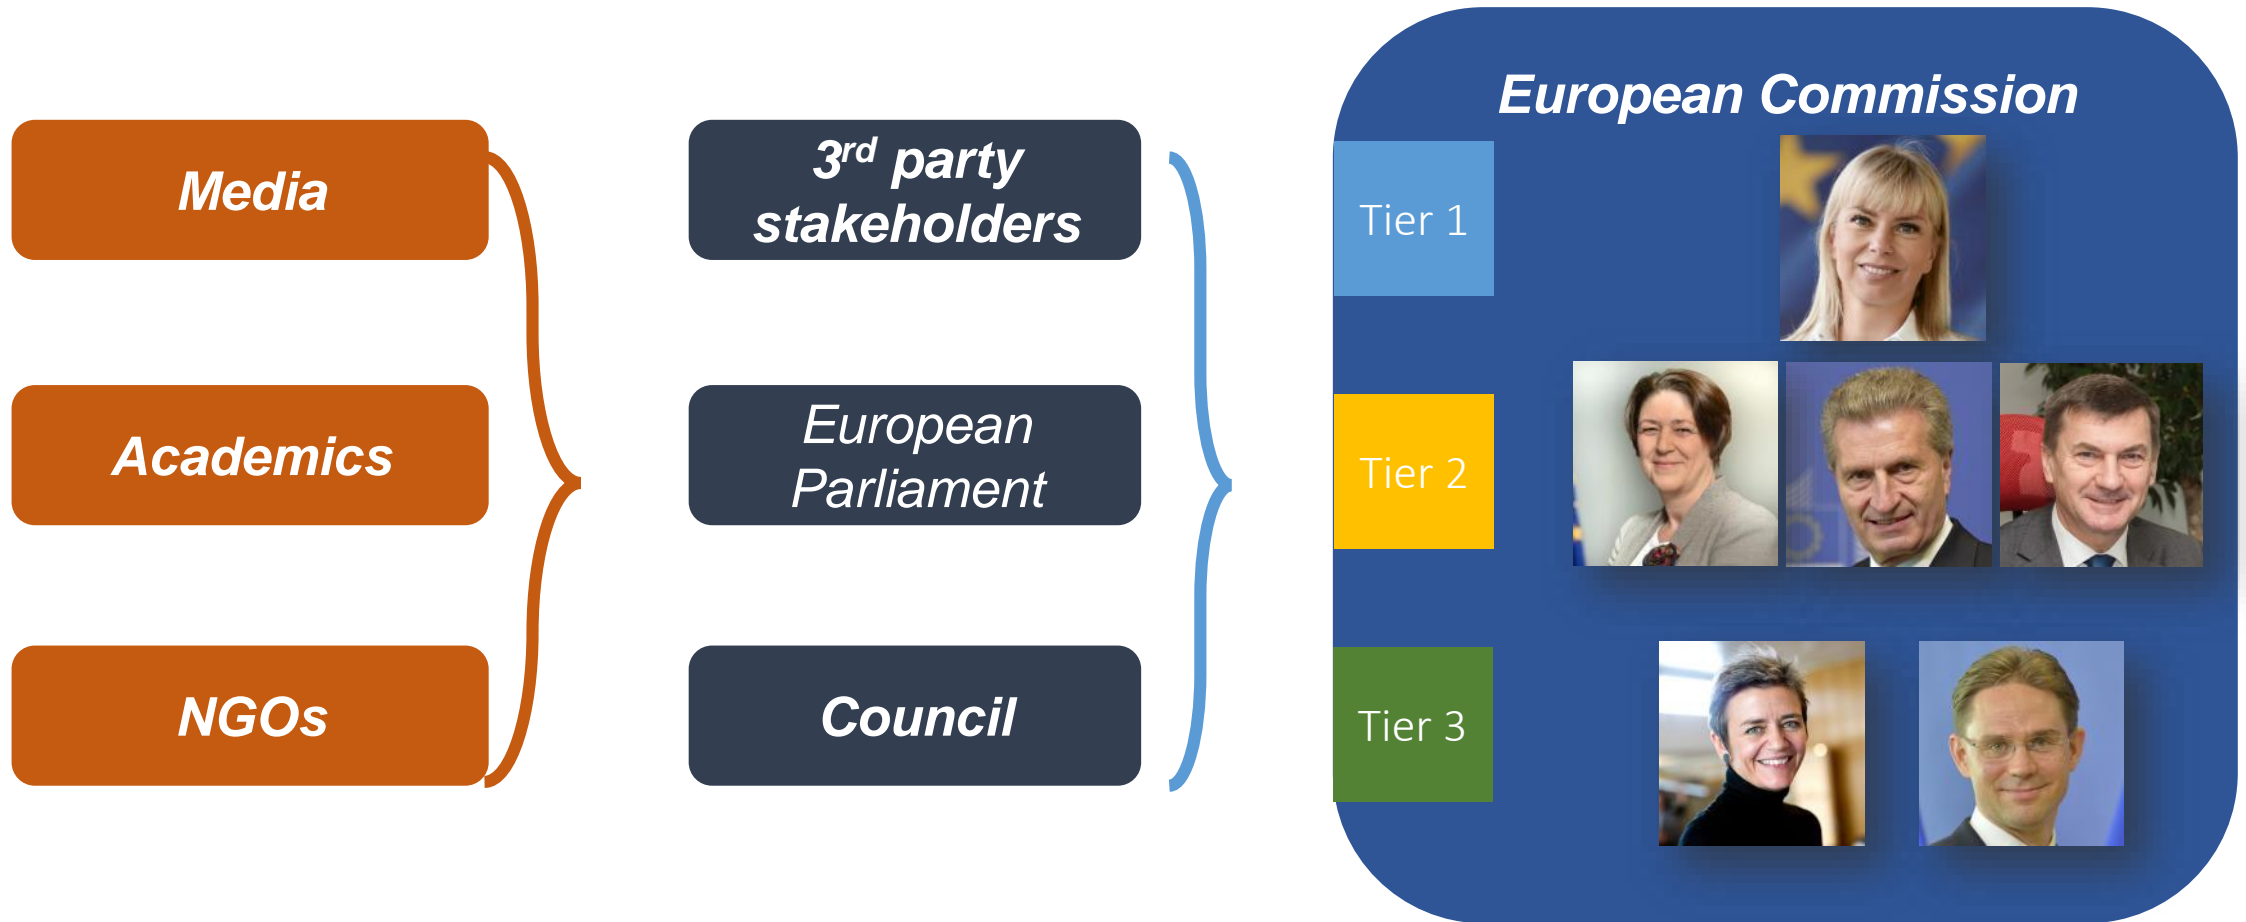 Media
Academics
NGOs
3rd party
stakeholders
European
Parliament
Council
European Commission
Tier 1
Tier 2
Tier 3